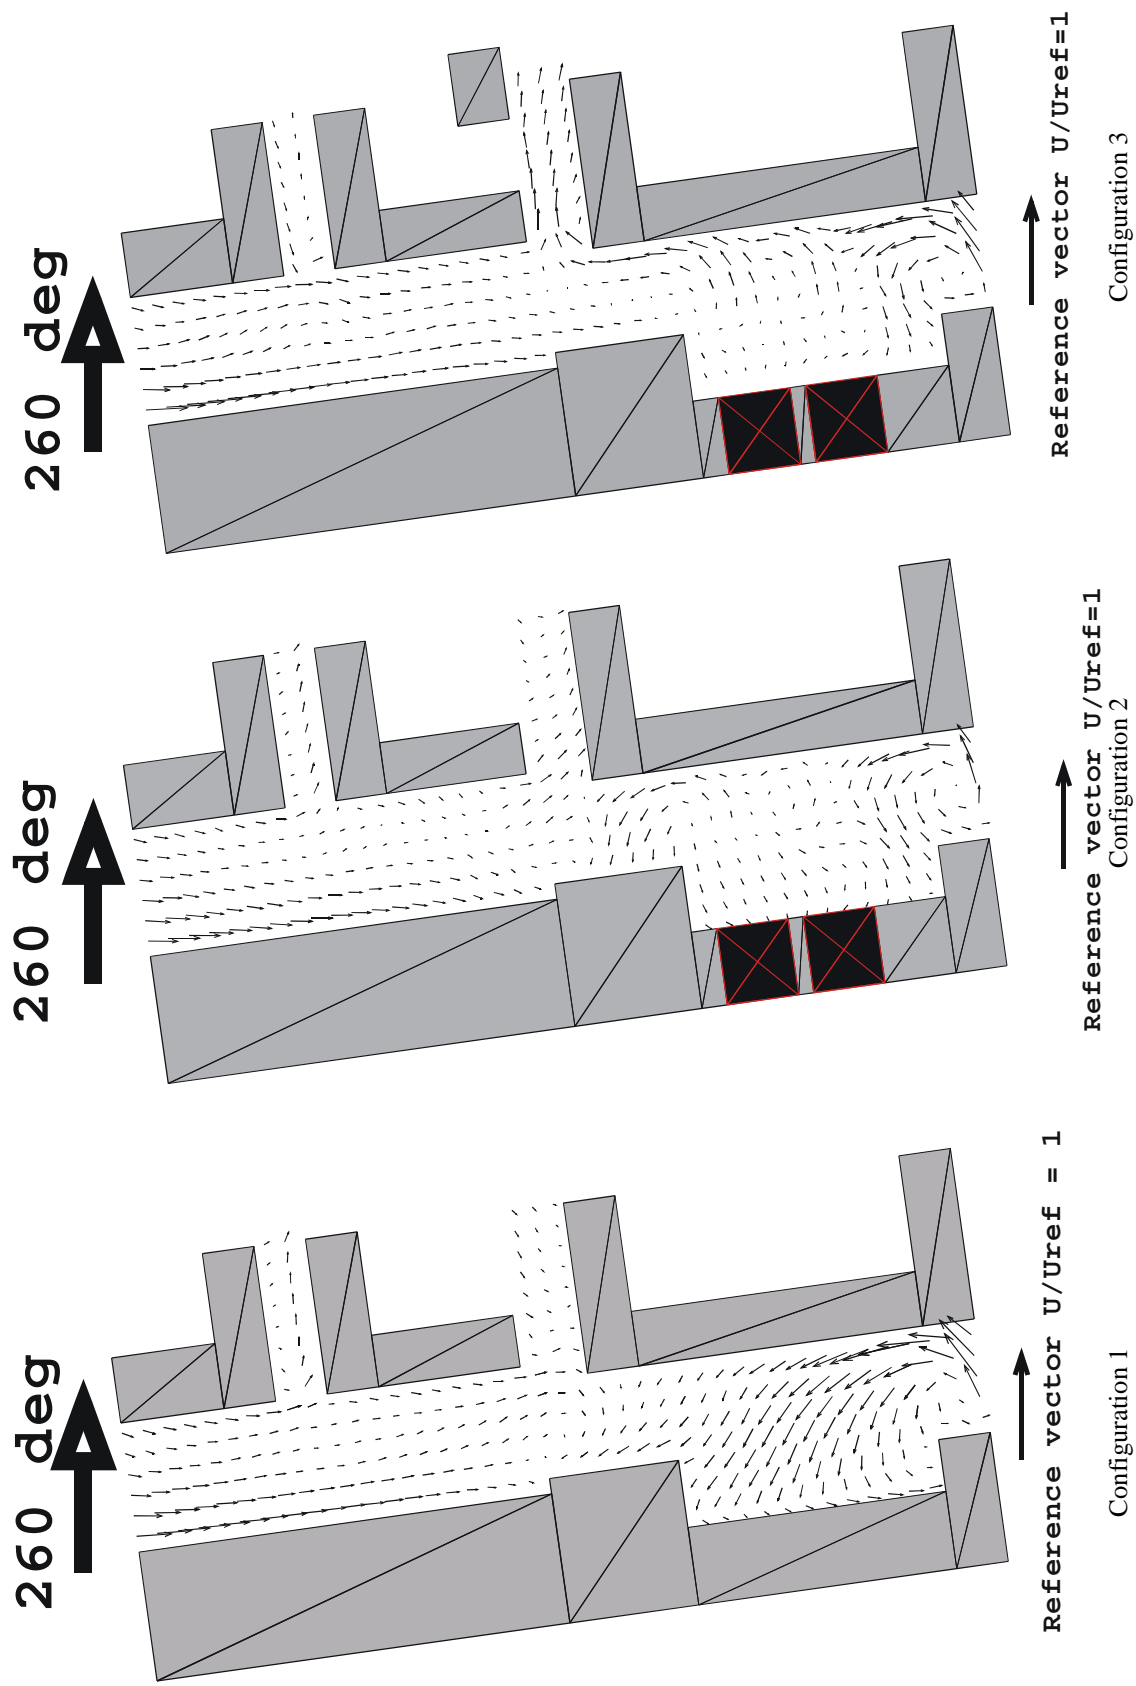 260 deg
Reference vector U/Uref = 1
Configuration 1
260 deg
Reference vector U/Uref=1
Configuration 2
260 deg
Reference vector U/Uref=1
Configuration 3